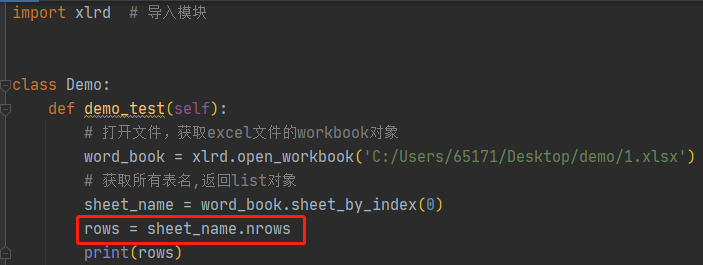 import xlrd  # 导入模块
class Demo:
    def demo_test(self):
        # 打开文件，获取excel文件的workbook对象
        word_book = xlrd.open_workbook('C:/Users/65171/Desktop/demo/1.xlsx')
        # 获取所有表名,返回list对象
        sheet_name = word_book.sheet_by_index(0)
        rows = sheet_name.nrows
        print(rows)